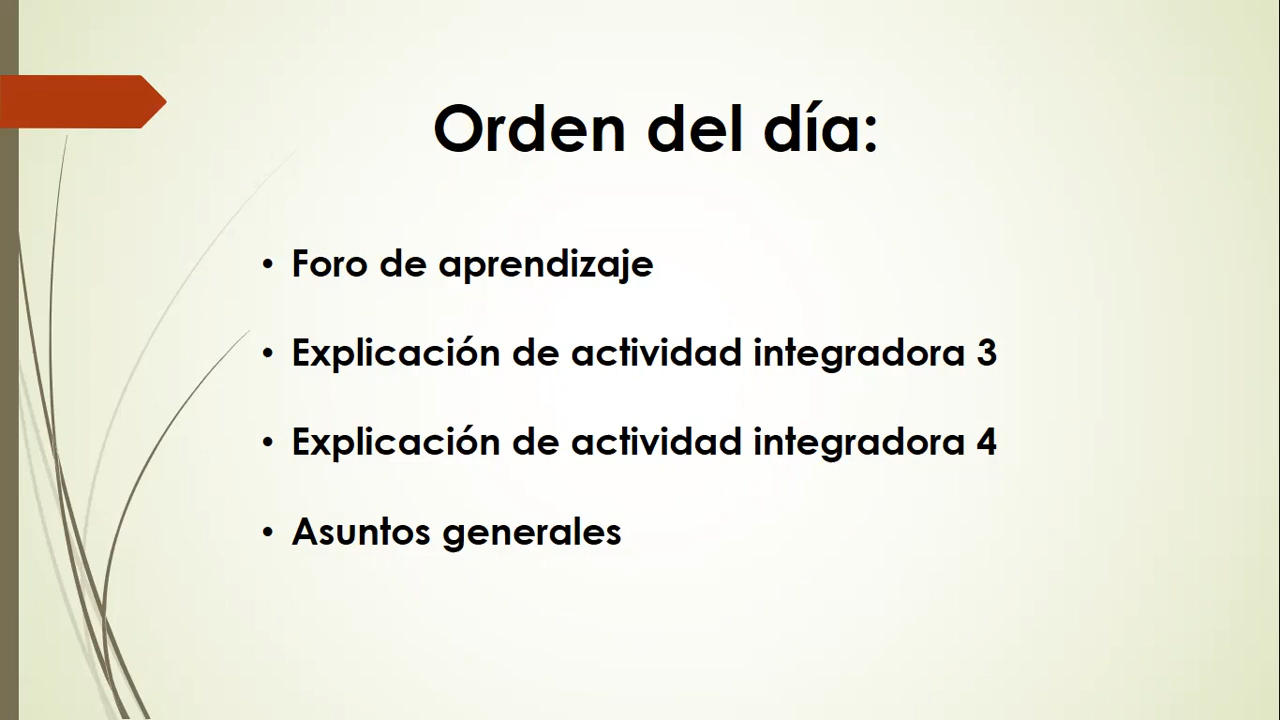 Orden del día:
• Foro de aprendizaje
• Explicación de actividad integradora 3
• Explicación de actividad integradora 4
• Asuntos generales